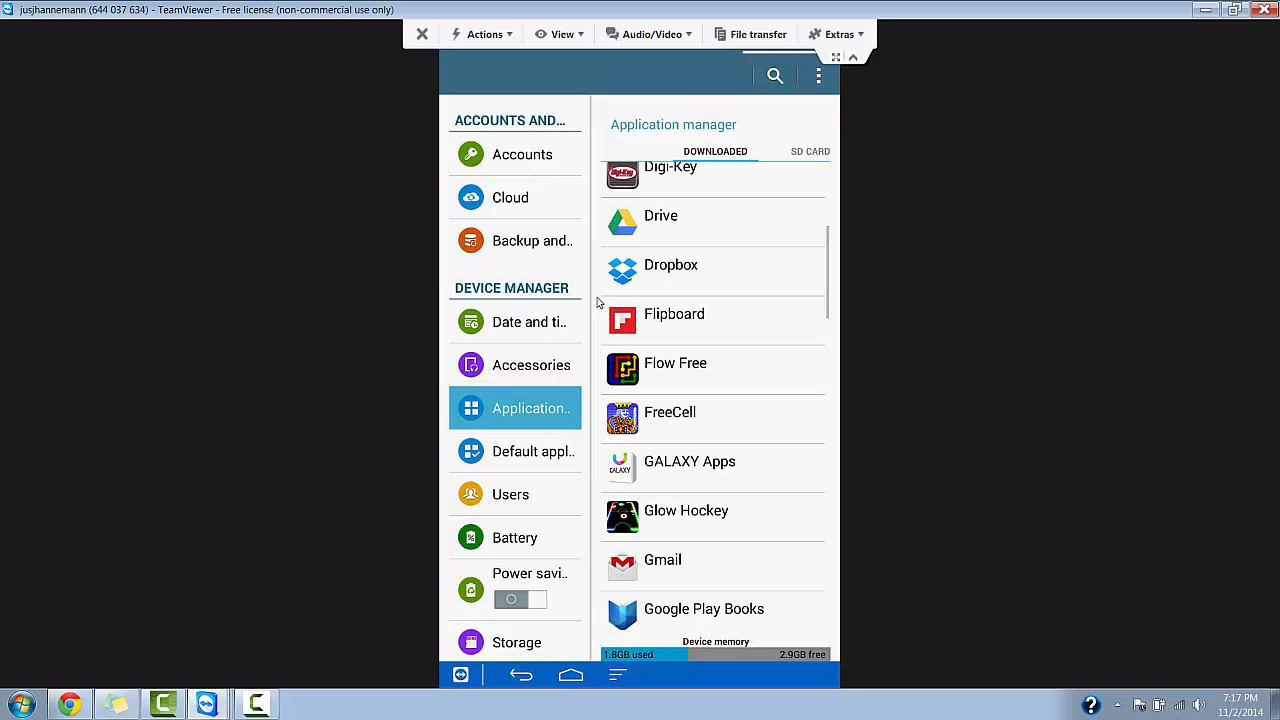 jusjhannemann (644 037 634) - TeamViewer - Free license (non-commercial use only)
Actions
View
Audio/Video
File transfer
Extras
ACCOUNTS AND...
Accounts
Cloud
Backup and..
DEVICE MANAGER
Date and ti..
Accessories
Application..
Default appl..
Users
Battery
Power savi..
Storage
Application manager
DOWNLOADED
SD CARD
Digi-Key
Digi-Key
Drive
Dropbox
Flipboard
Flow Free
FreeCell
GALAXY Apps
GALAXY
Glow Hockey
Gmail
Google Play Books
Device memory
1.8GB used
2.9GB free
7:17 PM
11/2/2014